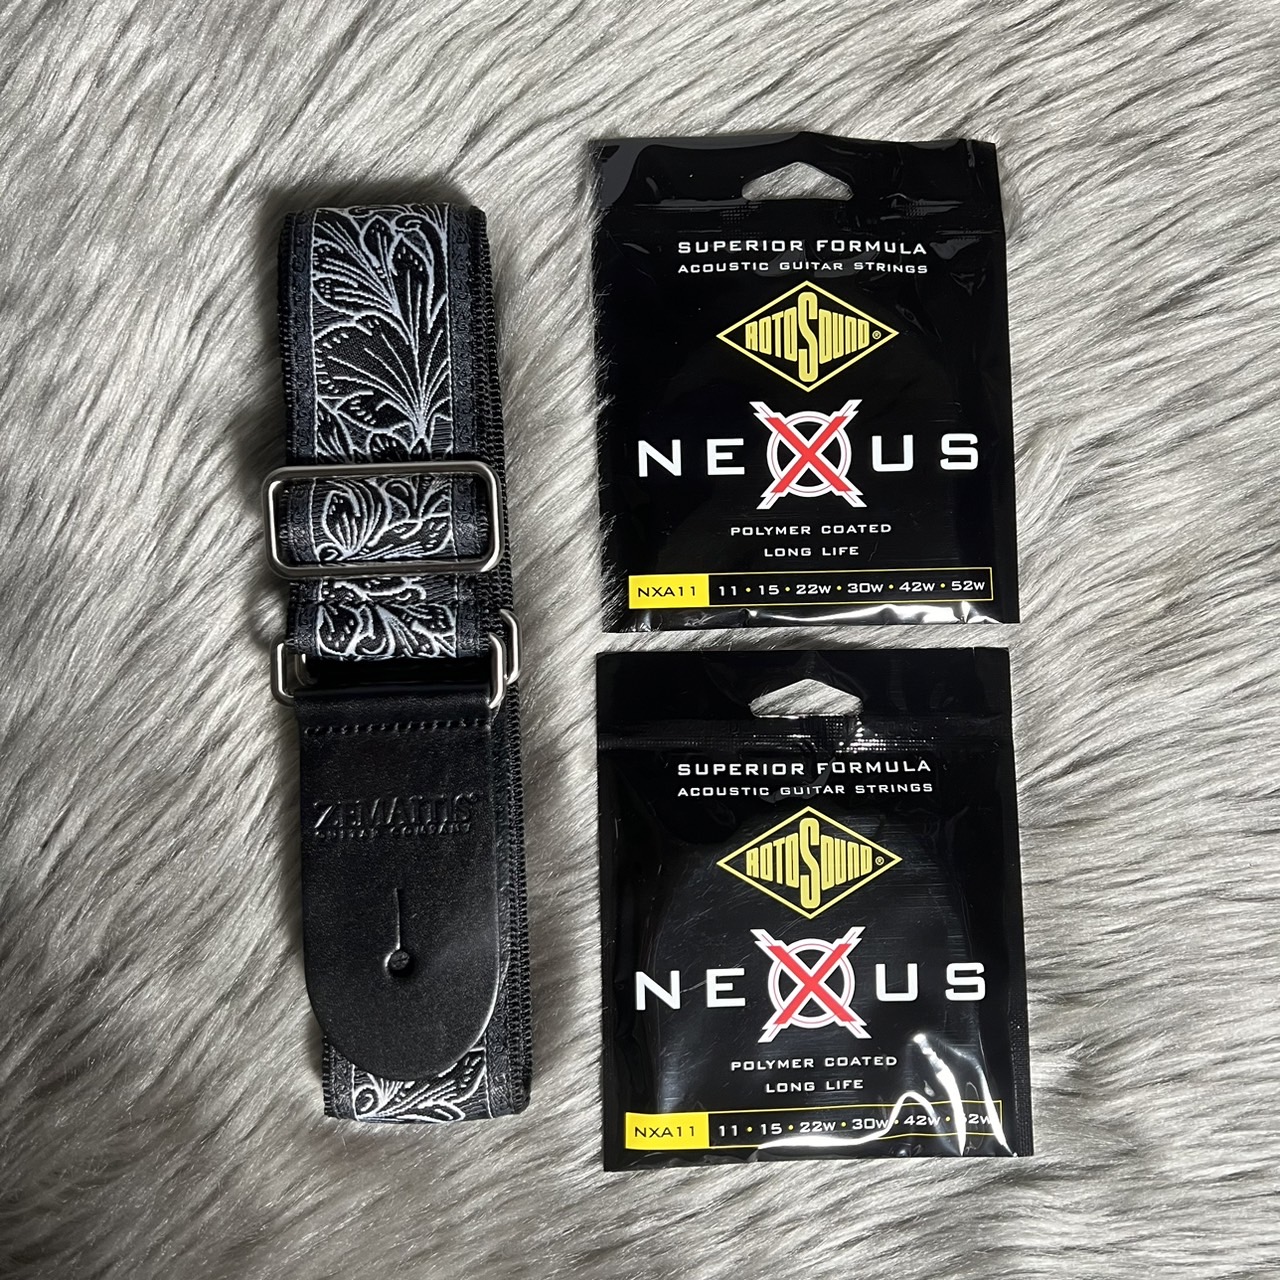 ZEMAITIS
GUITAR COMPANY
SUPERIOR FORMULA
ACOUSTIC GUITAR STRINGS
ROTOSOUND®
NEXUS
POLYMER COATED
LONG LIFE
NXA11 11 • 15 • 22w • 30w • 42w • 52w
SUPERIOR FORMULA
ACOUSTIC GUITAR STRINGS
ROTOSOUND®
NEXUS
POLYMER COATED
LONG LIFE
NXA11 11 • 15 • 22w • 30w • 42w • 52w